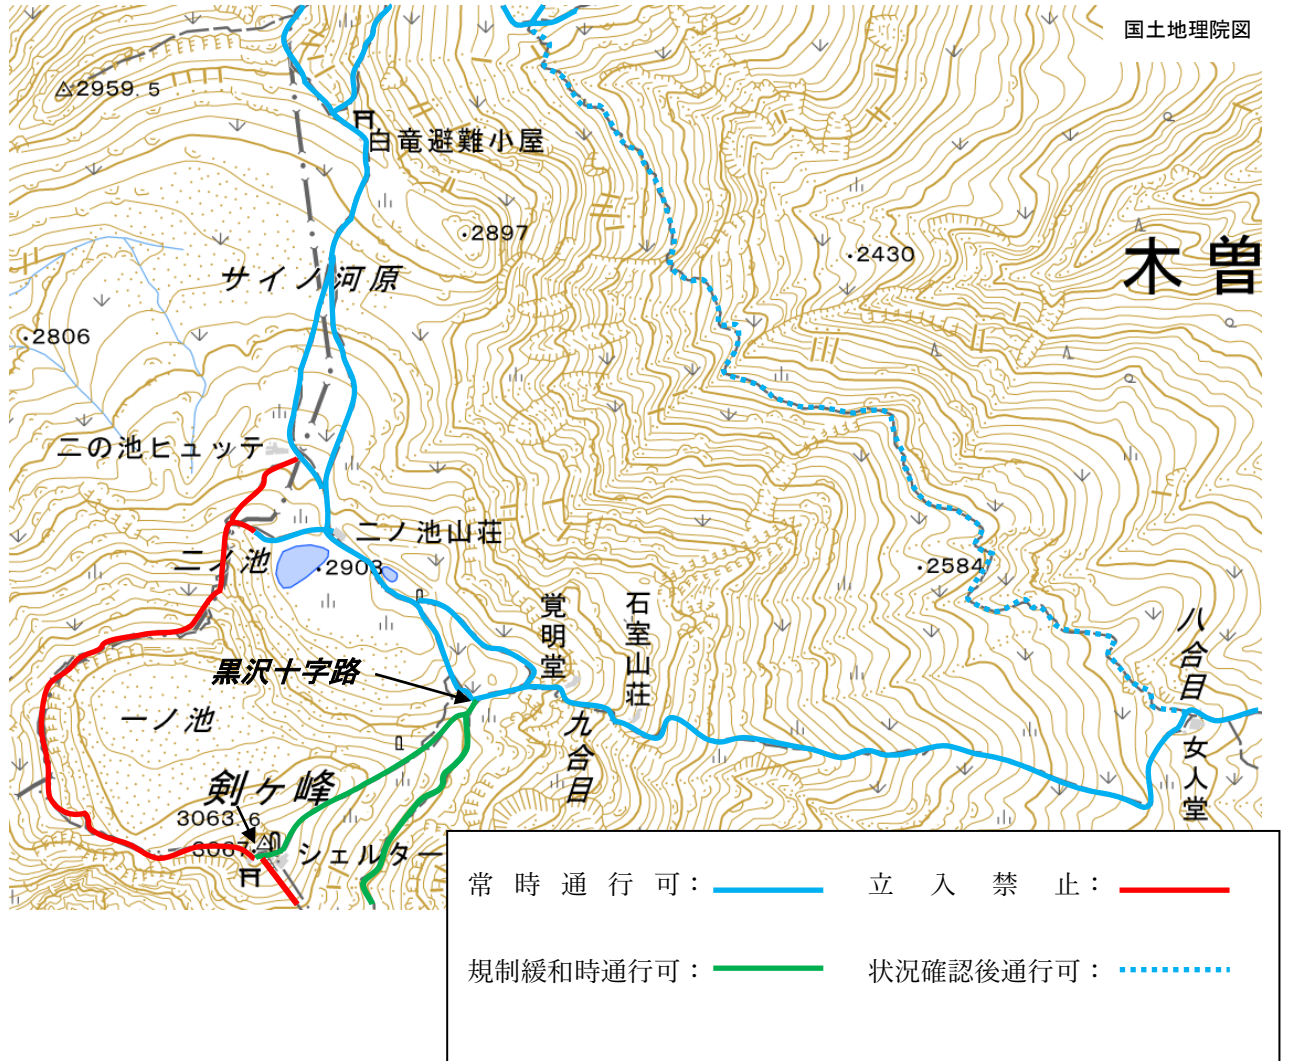 国土地理院図
2959.5
白竜避難小屋
2897
2430
木曽
サイノ河原
2806
二の池ヒュッテ
二ノ池山荘
二ノ池
2903
2584
覚明堂
石室山荘
八合目
黒沢十字路
一ノ池
九合目
女人堂
剣ヶ峰
3063.6
3067
シェルター
常時通行可：
立入禁止：
規制緩和時通行可：
状況確認後通行可：